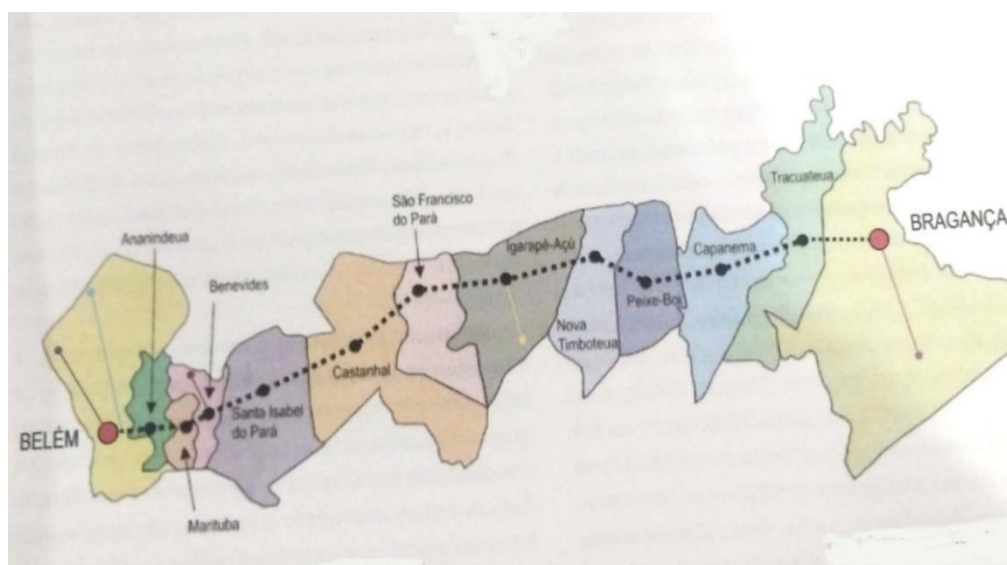 Ananindeua
São Francisco
do Pará
Benevides
Igarapé-Açú
Tracuateua
BRAGANÇA
Capanema
Peixe-Boi
Nova
Timboteua
Castanhal
Santa Isabel
do Pará
BELÉM
Marituba